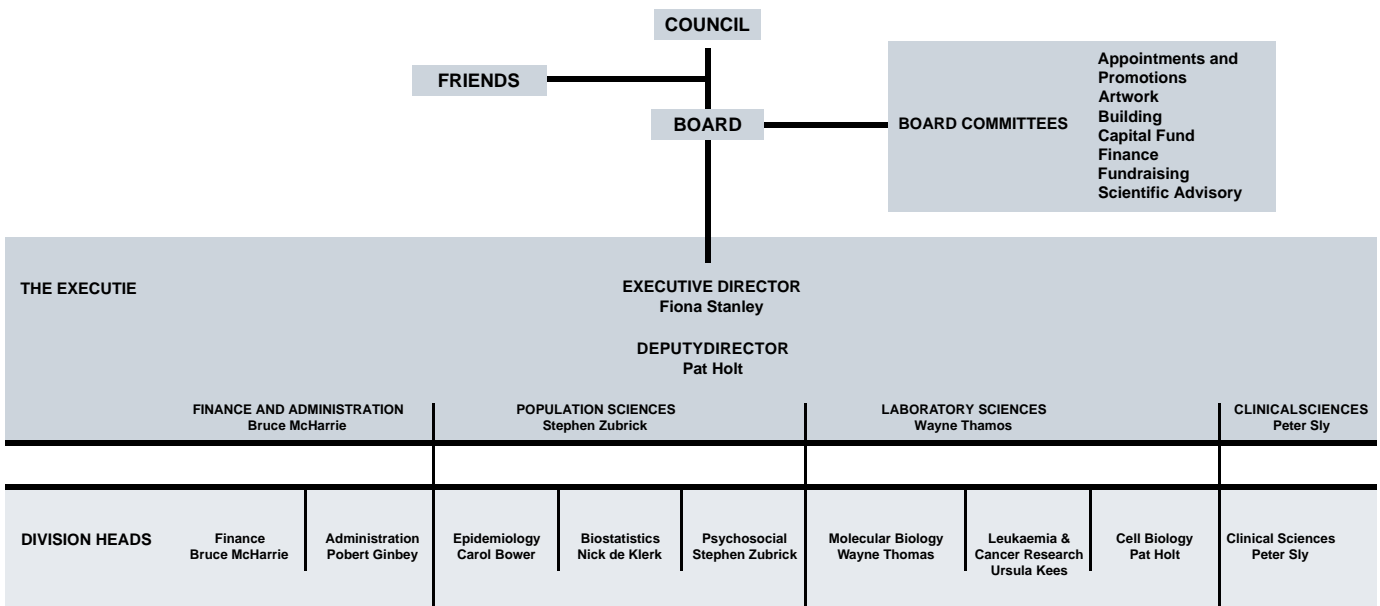 COUNCIL
FRIENDS
BOARD
BOARD COMMITTEES
Appointments and
Promotions
Artwork
Building
Capital Fund
Finance
Fundraising
Scientific Advisory
THE EXECUTIE
EXECUTIVE DIRECTOR
Fiona Stanley
DEPUTYDIRECTOR
Pat Holt
FINANCE AND ADMINISTRATION
Bruce McHarrie
POPULATION SCIENCES
Stephen Zubrick
LABORATORY SCIENCES
Wayne Thamos
CLINICALSCIENCES
Peter Sly
DIVISION HEADS
Finance
Bruce McHarrie
Administration
Pobert Ginbey
Epidemiology
Carol Bower
Biostatistics
Nick de Klerk
Psychosocial
Stephen Zubrick
Molecular Biology
Wayne Thomas
Leukaemia &
Cancer Research
Ursula Kees
Cell Biology
Pat Holt
Clinical Sciences
Peter Sly